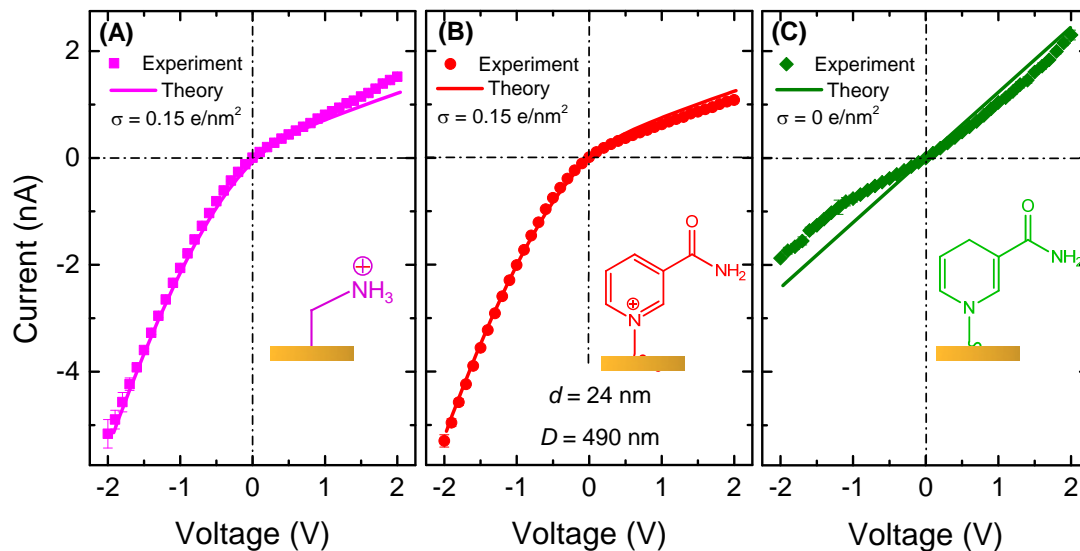 (A)
Experiment
Theory
σ = 0.15 e/nm²
(B)
Experiment
Theory
σ = 0.15 e/nm²
(C)
Experiment
Theory
σ = 0 e/nm²
2
0
-2
-4
Current (nA)
⊕
NH₃
O
NH₂
⊕
N
O
NH₂
N
d = 24 nm
D = 490 nm
-2 -1 0 1 2
-2 -1 0 1 2
-2 -1 0 1 2
Voltage (V)
Voltage (V)
Voltage (V)